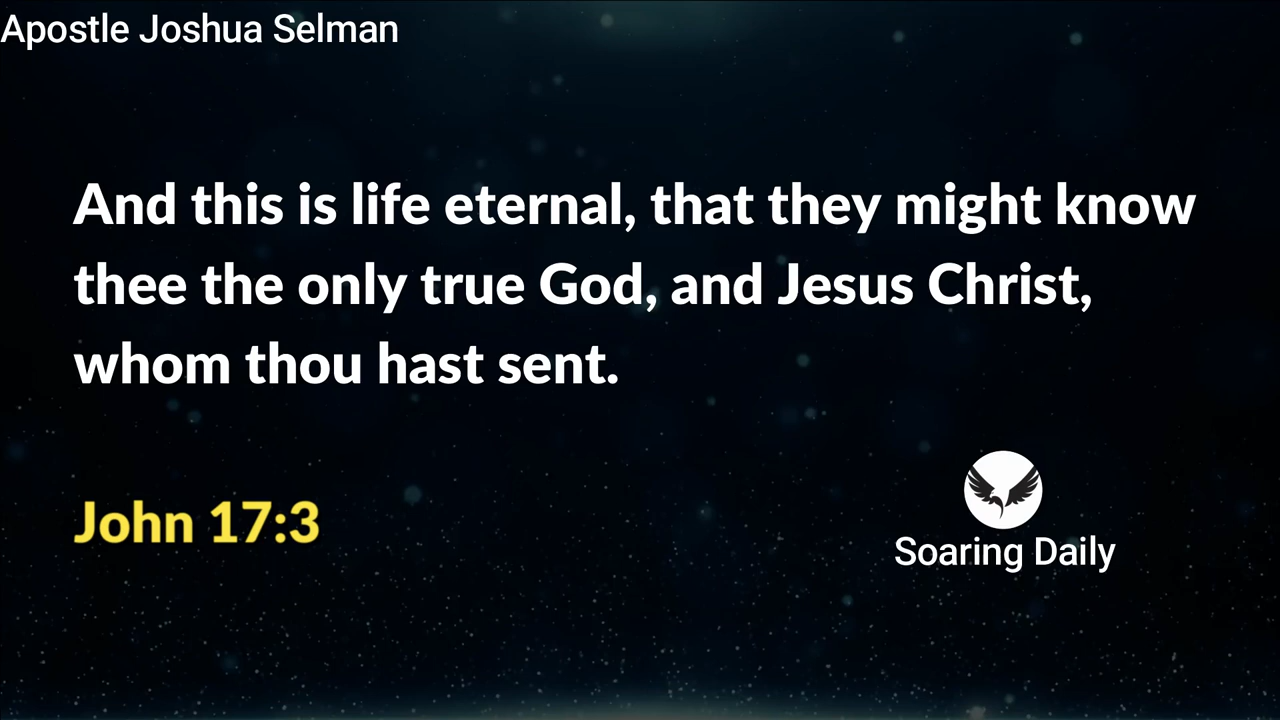 Apostle Joshua Selman
And this is life eternal, that they might know
thee the only true God, and Jesus Christ,
whom thou hast sent.
John 17:3
Soaring Daily